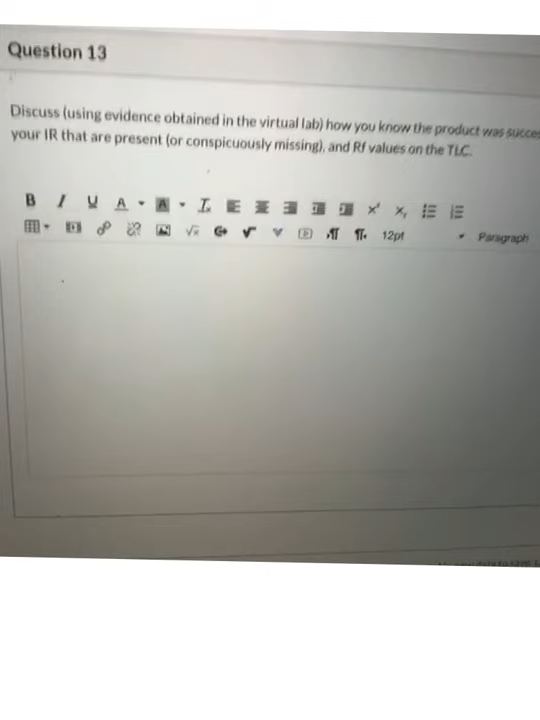 Question 13
Discuss (using evidence obtained in the virtual lab) how you know the product was
your IR that are present (or conspicuously missing), and Rf values on the TLC.
B I U A A
12pt Paragraph